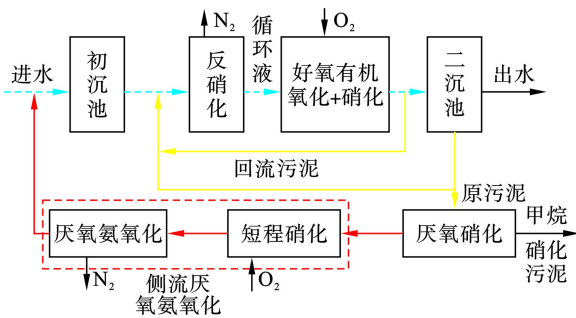 N₂
循环液
O₂
进水
初沉池
反硝化
好氧有机
氧化+硝化
二沉池
出水
回流污泥
原污泥
厌氧氨氧化
短程硝化
厌氧硝化
甲烷
硝化
污泥
N₂
侧流厌
氧氨氧化
O₂